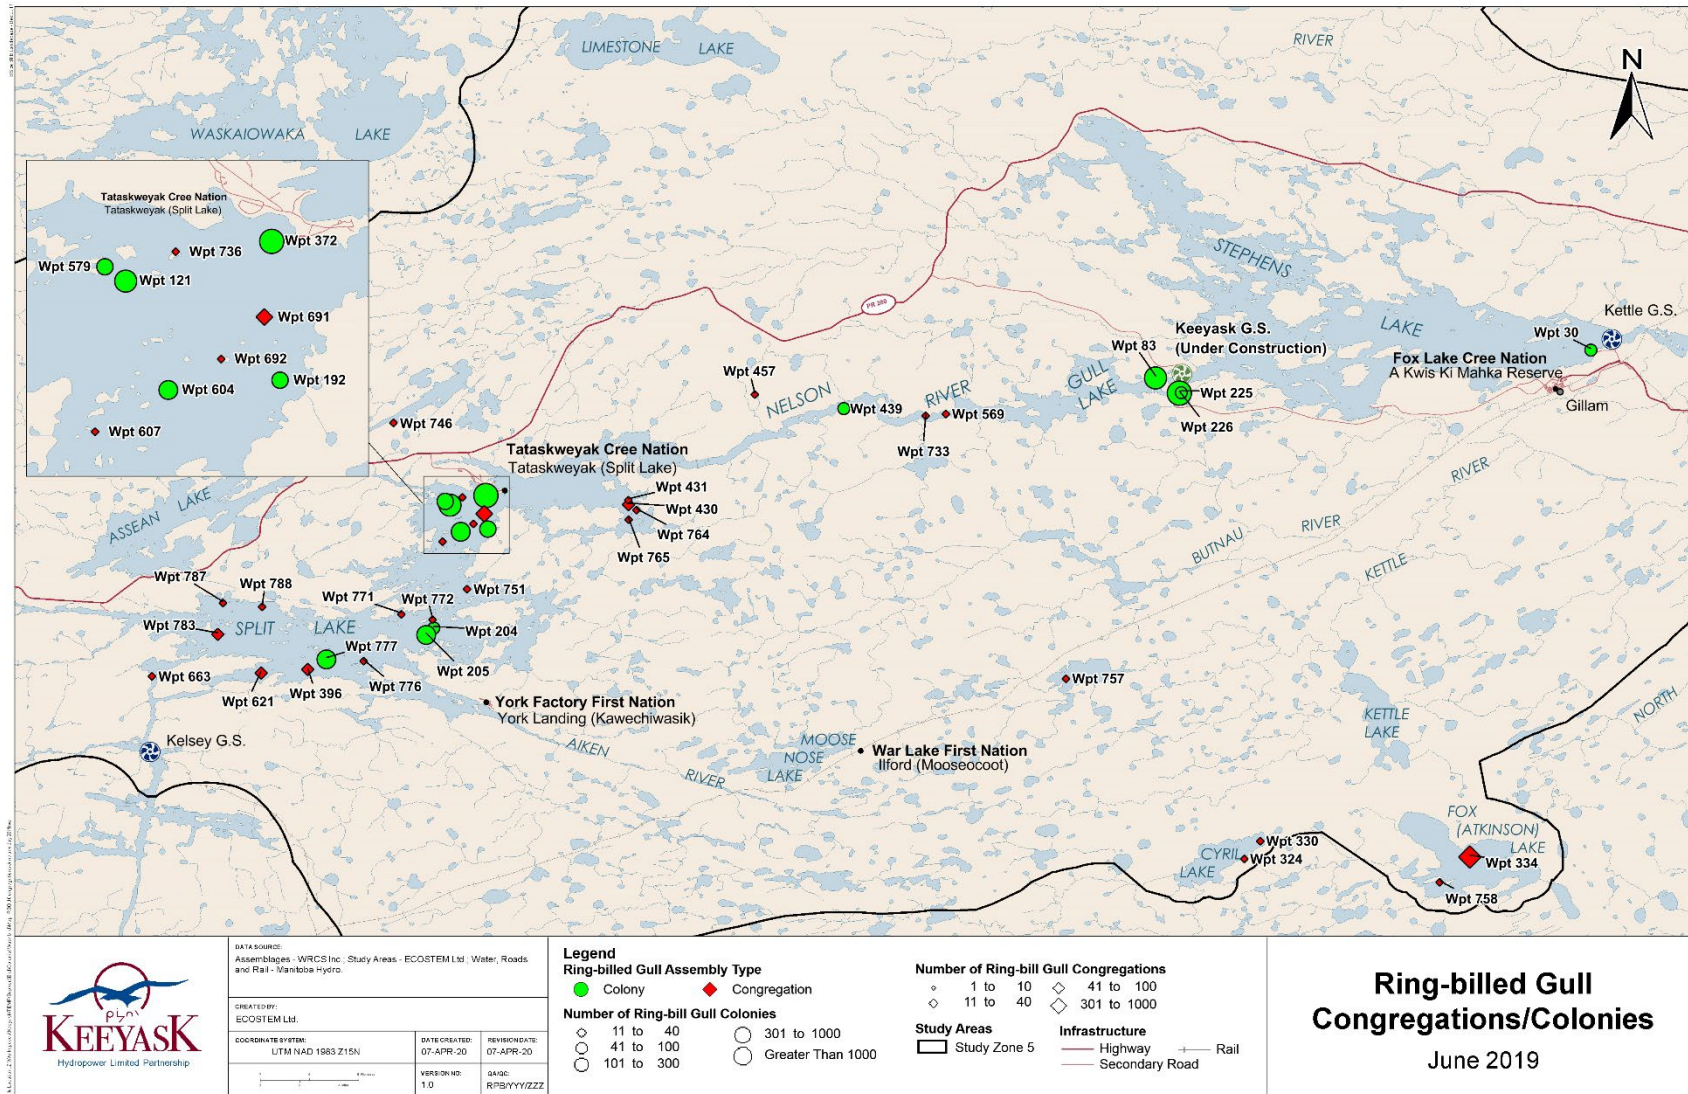 LIMESTONE LAKE
RIVER
N
WASKAIOWAKA LAKE
Tataskweyak Cree Nation
Tataskweyak (Split Lake)
Wpt 372
Wpt 736
Wpt 579
Wpt 121
Wpt 691
Wpt 692
Wpt 192
Wpt 604
Wpt 607
STEPHENS
LAKE
Kettle G.S.
Wpt 30
PR 280
Keeyask G.S.
(Under Construction)
Wpt 83
Fox Lake Cree Nation
A Kwis Ki Mahka Reserve
Gillam
GULL
LAKE
Wpt 225
Wpt 226
Wpt 457
NELSON
RIVER
Wpt 439
Wpt 569
Wpt 733
Wpt 746
Tataskweyak Cree Nation
Tataskweyak (Split Lake)
RIVER
ASSEAN LAKE
Wpt 431
Wpt 430
Wpt 764
Wpt 765
BUTNAU
RIVER
KETTLE
Wpt 787
Wpt 788
Wpt 771
Wpt 772
Wpt 751
Wpt 783
SPLIT LAKE
Wpt 204
Wpt 777
Wpt 205
Wpt 663
Wpt 621
Wpt 396
Wpt 776
Wpt 757
York Factory First Nation
York Landing (Kawechiwasik)
KETTLE
LAKE
NORTH
Kelsey G.S.
AIKEN
RIVER
MOOSE
NOSE
LAKE
War Lake First Nation
Ilford (Mooseocoot)
FOX
(ATKINSON)
LAKE
Wpt 330
CYRIL
LAKE
Wpt 324
Wpt 334
Wpt 758
KEEYASK
Hydropower Limited Partnership
DATA SOURCE:
Assemblages - WRCS Inc.; Study Areas - ECOSTEM Ltd.; Water, Roads
and Rail - Manitoba Hydro.
CREATED BY:
ECOSTEM Ltd.
COORDINATE SYSTEM:
UTM NAD 1983 Z15N
DATE CREATED:
07-APR-20
REVISION DATE:
07-APR-20
VERSION NO:
1.0
QA/QC:
RPB/YYY/ZZZ
Legend
Ring-billed Gull Assembly Type
Colony
Congregation
Number of Ring-bill Gull Colonies
11 to 40
41 to 100
101 to 300
301 to 1000
Greater Than 1000
Number of Ring-bill Gull Congregations
1 to 10
11 to 40
41 to 100
301 to 1000
Study Areas
Study Zone 5
Infrastructure
Highway
Rail
Secondary Road
Ring-billed Gull
Congregations/Colonies
June 2019